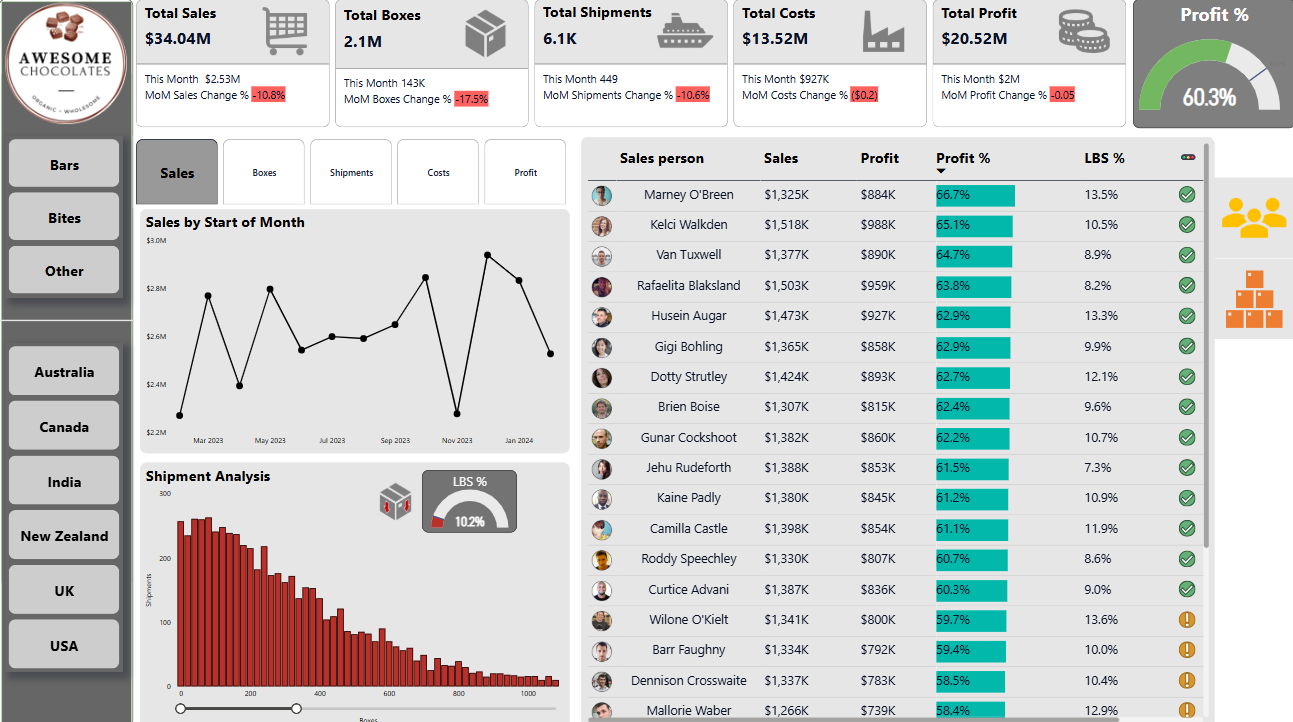 AWESOME
CHOCOLATES
ORGANIC - WHOLESOME
Bars
Bites
Other
Australia
Canada
India
New Zealand
UK
USA
Total Sales
$34.04M
This Month $2.53M
MoM Sales Change % -10.8%
Total Boxes
2.1M
This Month 143K
MoM Boxes Change % -17.5%
Total Shipments
6.1K
This Month 449
MoM Shipments Change % -10.6%
Total Costs
$13.52M
This Month $927K
MoM Costs Change % ($0.2)
Total Profit
$20.52M
This Month $2M
MoM Profit Change % -0.05
Profit %
60.3%
Sales
Boxes
Shipments
Costs
Profit
Sales by Start of Month
$3.0M
$2.8M
$2.6M
$2.4M
$2.2M
Mar 2023 May 2023 Jul 2023 Sep 2023 Nov 2023 Jan 2024
Shipment Analysis
LBS %
10.2%
300
200
100
0
Shipments
0 200 400 600 800 1000
Boxes
Sales person Sales Profit Profit % LBS %
Marney O'Breen $1,325K $884K 66.7% 13.5%
Kelci Walkden $1,518K $988K 65.1% 10.5%
Van Tuxwell $1,377K $890K 64.7% 8.9%
Rafaelita Blaksland $1,503K $959K 63.8% 8.2%
Husein Augar $1,473K $927K 62.9% 13.3%
Gigi Bohling $1,365K $858K 62.9% 9.9%
Dotty Strutley $1,424K $893K 62.7% 12.1%
Brien Boise $1,307K $815K 62.4% 9.6%
Gunar Cockshoot $1,382K $860K 62.2% 10.7%
Jehu Rudeforth $1,388K $853K 61.5% 7.3%
Kaine Padly $1,380K $845K 61.2% 10.9%
Camilla Castle $1,398K $854K 61.1% 11.9%
Roddy Speechley $1,330K $807K 60.7% 8.6%
Curtice Advani $1,387K $836K 60.3% 9.0%
Wilone O'Kielt $1,341K $800K 59.7% 13.6%
Barr Faughny $1,334K $792K 59.4% 10.0%
Dennison Crosswaite $1,337K $783K 58.5% 10.4%
Mallorie Waber $1,266K $739K 58.4% 12.9%